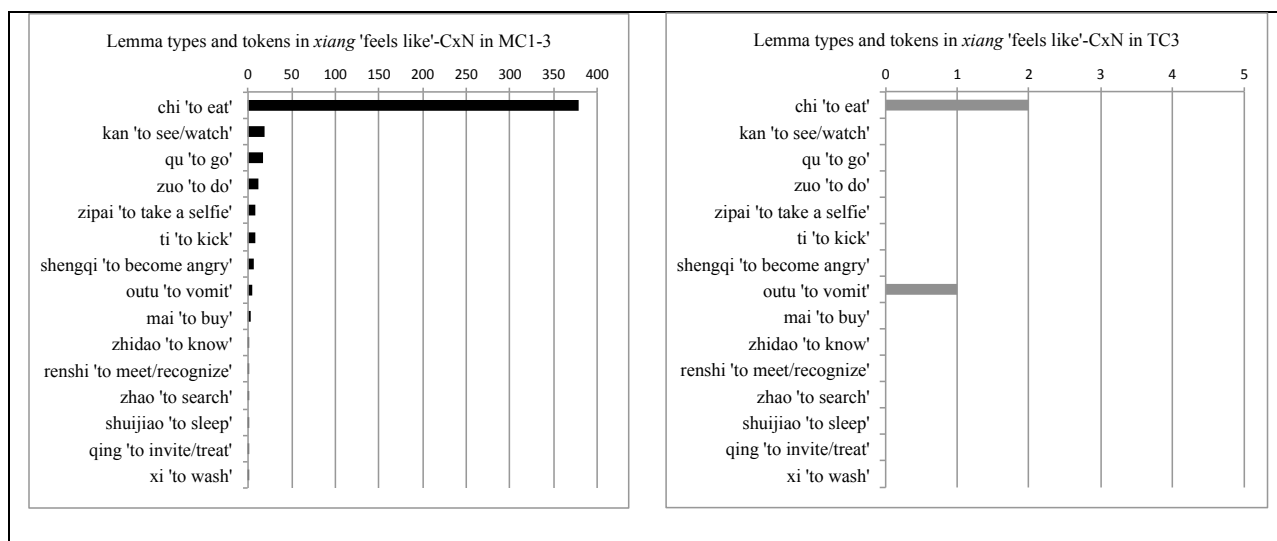 Lemma types and tokens in xiang 'feels like'-CxN in MC1-3
0 50 100 150 200 250 300 350 400
chi 'to eat'
kan 'to see/watch'
qu 'to go'
zuo 'to do'
zipai 'to take a selfie'
ti 'to kick'
shengqi 'to become angry'
outu 'to vomit'
mai 'to buy'
zhidao 'to know'
renshi 'to meet/recognize'
zhao 'to search'
shuijiao 'to sleep'
qing 'to invite/treat'
xi 'to wash'
Lemma types and tokens in xiang 'feels like'-CxN in TC3
0 1 2 3 4 5
chi 'to eat'
kan 'to see/watch'
qu 'to go'
zuo 'to do'
zipai 'to take a selfie'
ti 'to kick'
shengqi 'to become angry'
outu 'to vomit'
mai 'to buy'
zhidao 'to know'
renshi 'to meet/recognize'
zhao 'to search'
shuijiao 'to sleep'
qing 'to invite/treat'
xi 'to wash'